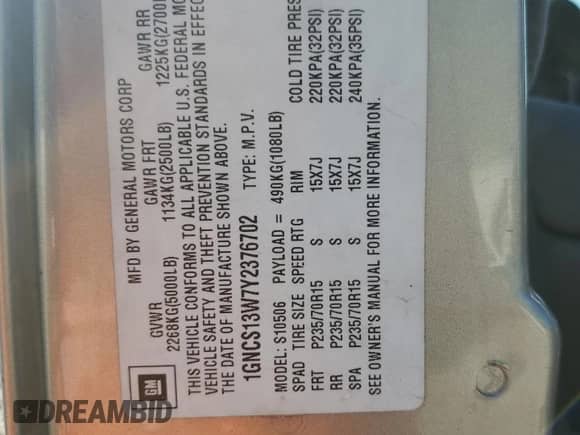 GM
MFD BY GENERAL MOTORS CORP
GVWR GAWR FRT GAWR RR
2268KG(5000LB) 1134KG(2500LB) 1225KG(2700LB
THIS VEHICLE CONFORMS TO ALL APPLICABLE U.S. FEDERAL MO
VEHICLE SAFETY AND THEFT PREVENTION STANDARDS IN EFFEC
THE DATE OF MANUFACTURE SHOWN ABOVE.
1GNCS13W7Y2376702 TYPE: M.P.V.
MODEL: S10506 PAYLOAD = 490KG(1080LB)
SPAD TIRE SIZE SPEED RTG RIM COLD TIRE PRES
FRT P235/70R15 S 15X7J 220KPA(32PSI)
RR P235/70R15 S 15X7J 220KPA(32PSI)
SPA P235/70R15 S 15X7J 240KPA(35PSI)
SEE OWNER'S MANUAL FOR MORE INFORMATION.
DREAMBID